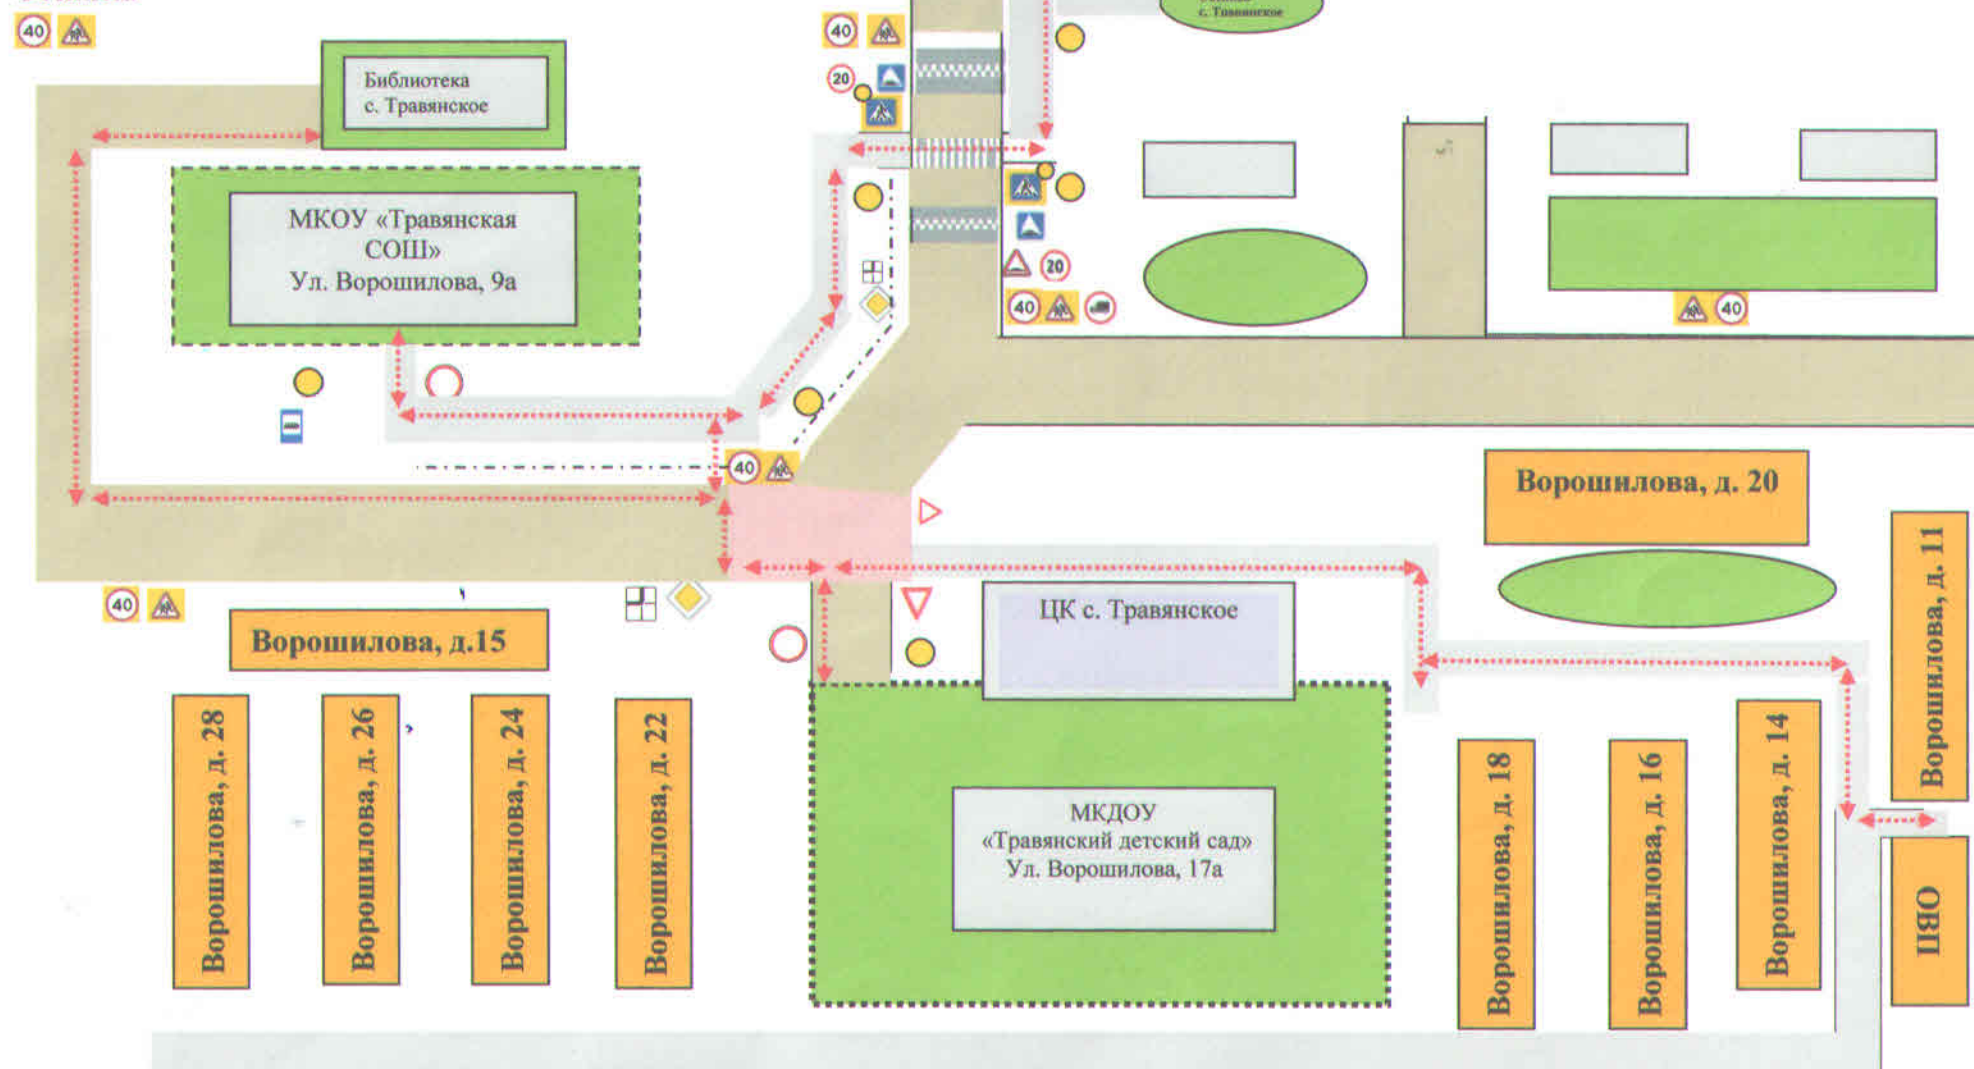 с. Травянское
40
40
20
Библиотека
с. Травянское
МКОУ «Травянская
СОШ»
Ул. Ворошилова, 9а
20
40
40
40
Ворошилова, д. 20
Ворошилова, д. 11
40
Ворошилова, д.15
ЦК с. Травянское
Ворошилова, д. 28
Ворошилова, д. 26
Ворошилова, д. 24
Ворошилова, д. 22
МКДОУ
«Травянский детский сад»
Ул. Ворошилова, 17а
Ворошилова, д. 18
Ворошилова, д. 16
Ворошилова, д. 14
ОВП